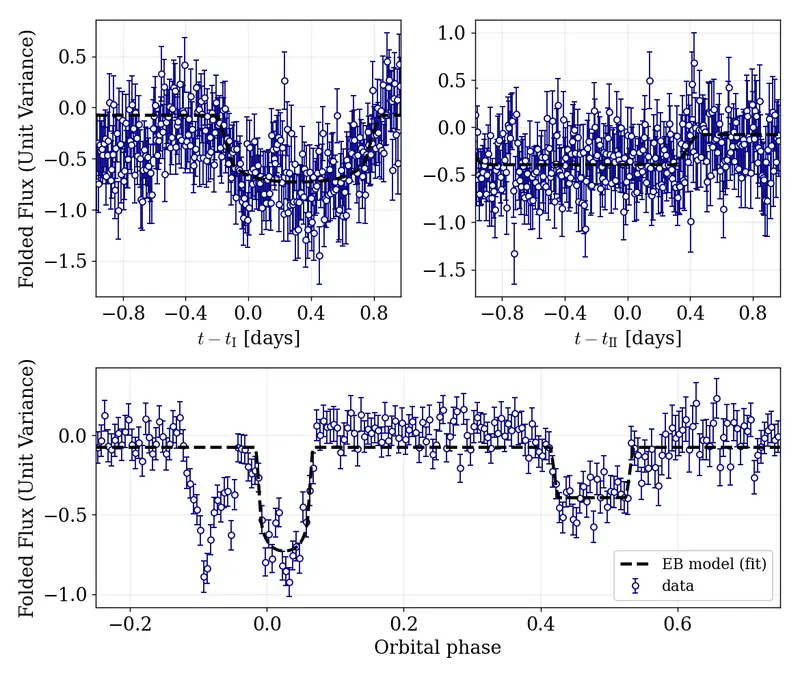 Folded Flux (Unit Variance)
0.5
0.0
−0.5
−1.0
−1.5
−0.8 −0.4 0.0 0.4 0.8
t − tI [days]
1.0
0.5
0.0
−0.5
−1.0
−1.5
−0.8 −0.4 0.0 0.4 0.8
t − tII [days]
Folded Flux (Unit Variance)
0.0
−0.5
−1.0
EB model (fit)
data
−0.2 0.0 0.2 0.4 0.6
Orbital phase